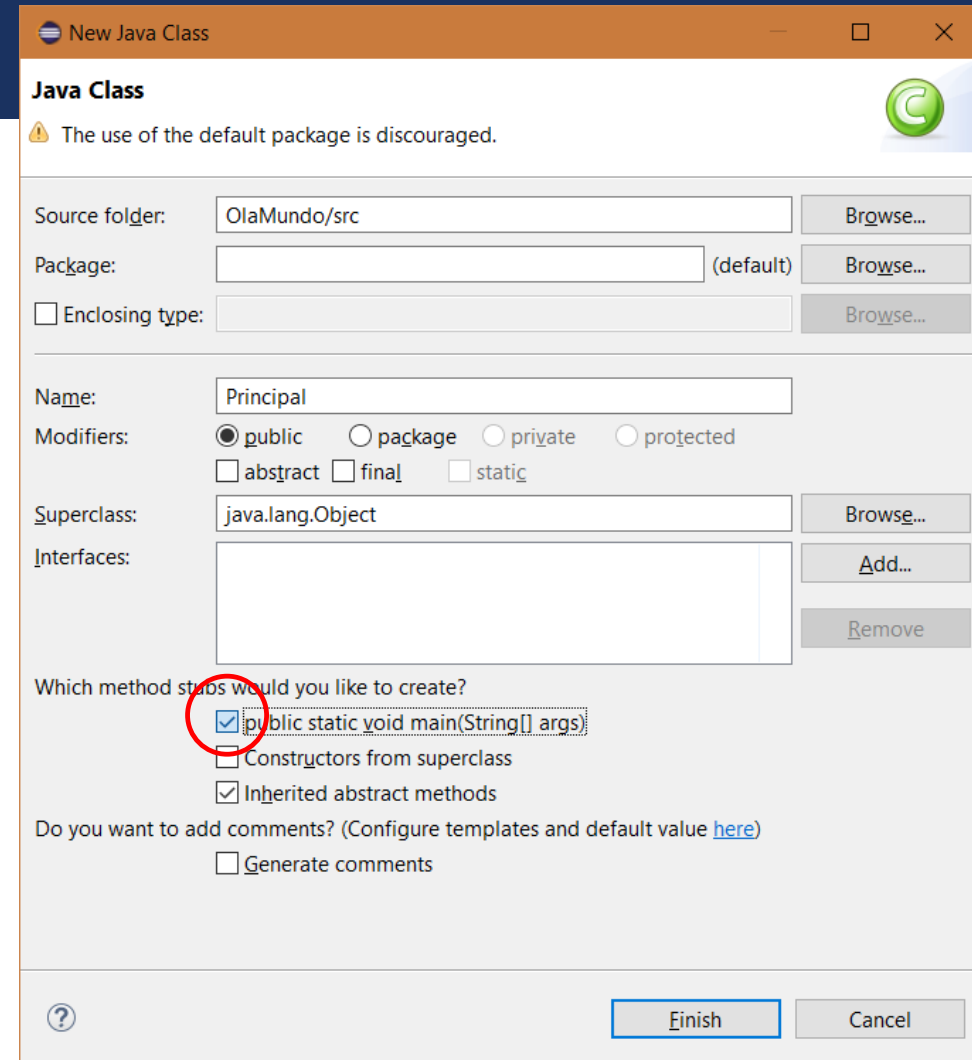 New Java Class
Java Class
The use of the default package is discouraged.
Source folder: OlaMundo/src Browse...
Package: (default) Browse...
Enclosing type: Browse...
Name: Principal
Modifiers: public package private protected
abstract final static
Superclass: java.lang.Object Browse...
Interfaces: Add...
Remove
Which method stubs would you like to create?
public static void main(String[] args)
Constructors from superclass
Inherited abstract methods
Do you want to add comments? (Configure templates and default value here)
Generate comments
? Finish Cancel